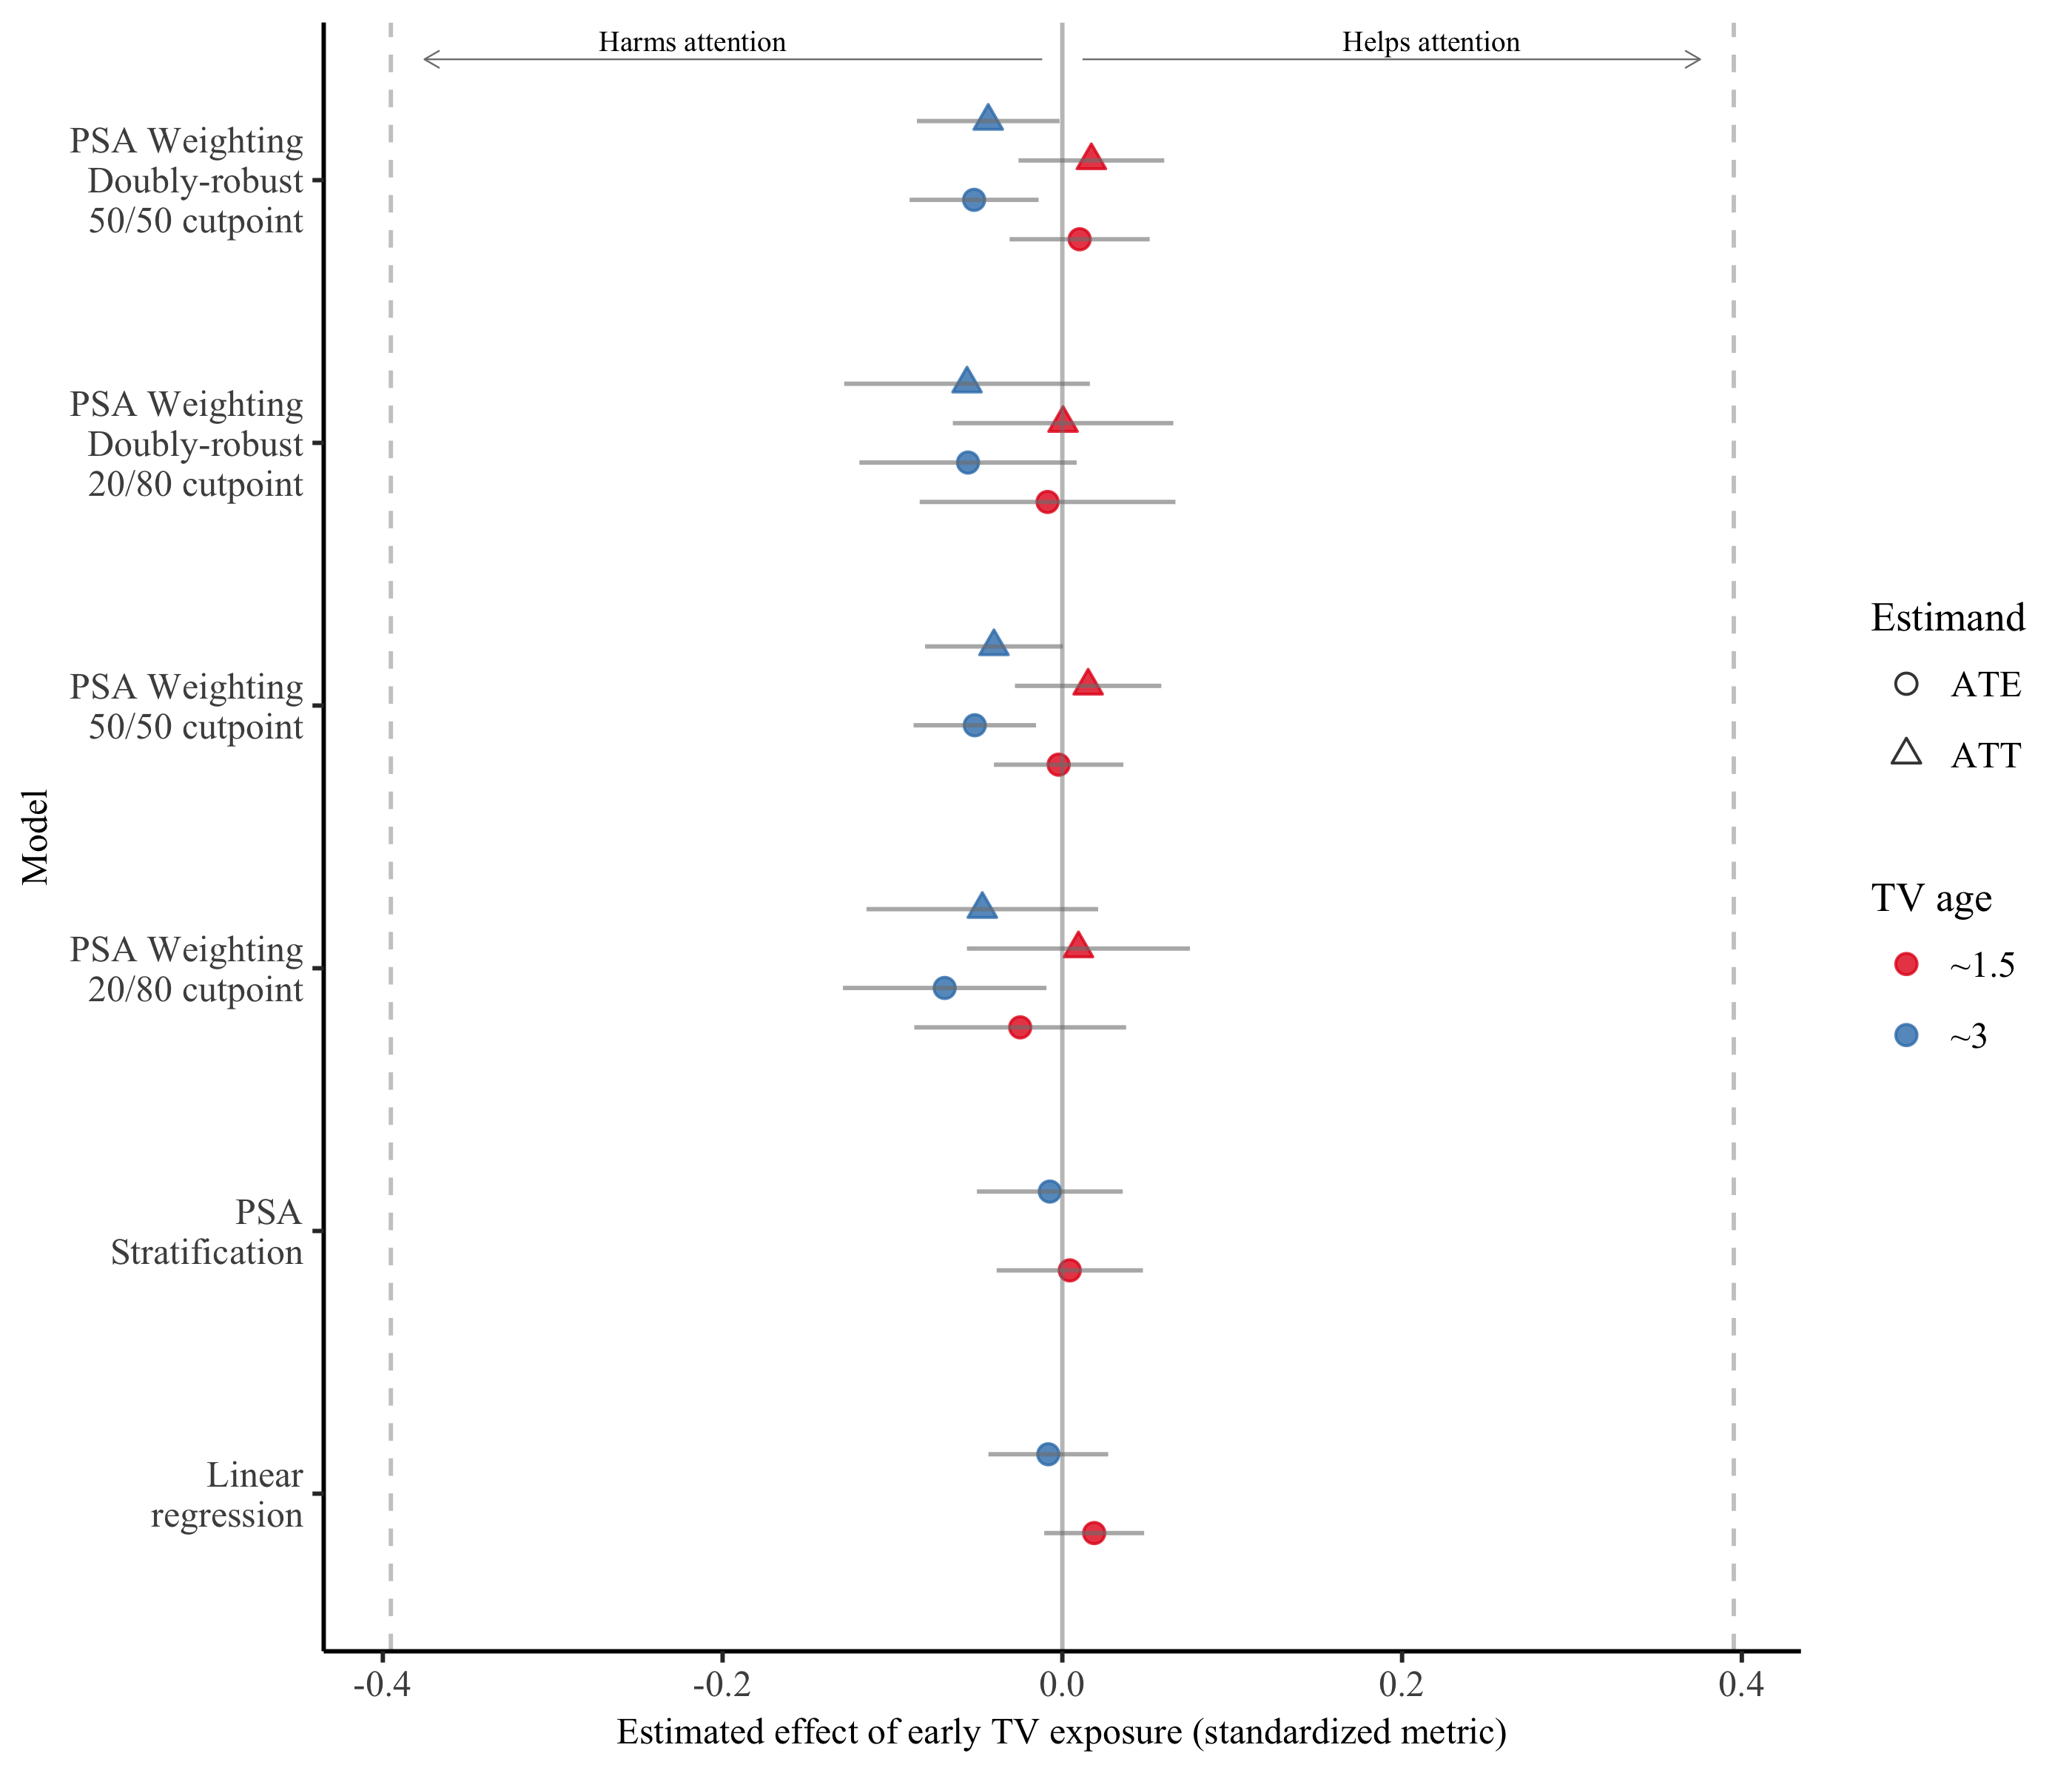 Harms attention
Helps attention
PSA Weighting
Doubly-robust
50/50 cutpoint
PSA Weighting
Doubly-robust
20/80 cutpoint
PSA Weighting
50/50 cutpoint
PSA Weighting
20/80 cutpoint
PSA
Stratification
Linear
regression
Model
-0.4
-0.2
0.0
0.2
0.4
Estimated effect of early TV exposure (standardized metric)
Estimand
ATE
ATT
TV age
~1.5
~3